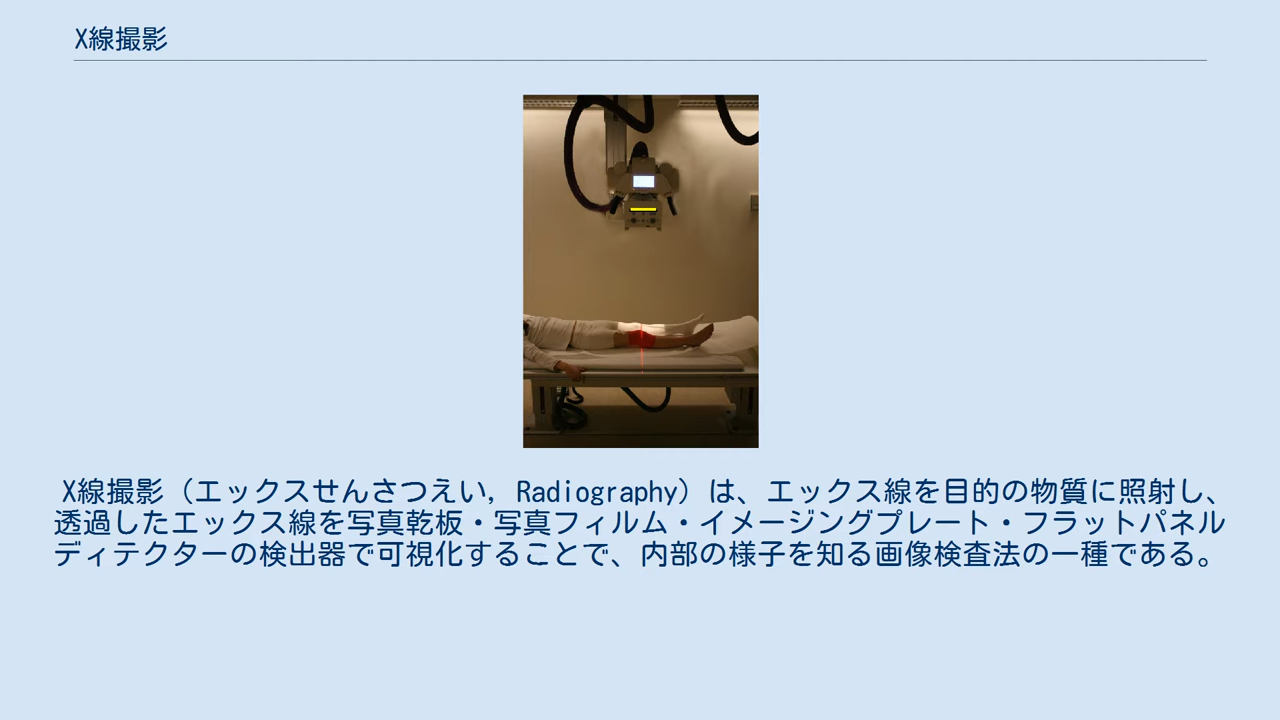 X線撮影
X線撮影（エックスせんさつえい, Radiography）は、エックス線を目的の物質に照射し、
透過したエックス線を写真乾板・写真フィルム・イメージングプレート・フラットパネル
ディテクターの検出器で可視化することで、内部の様子を知る画像検査法の一種である。